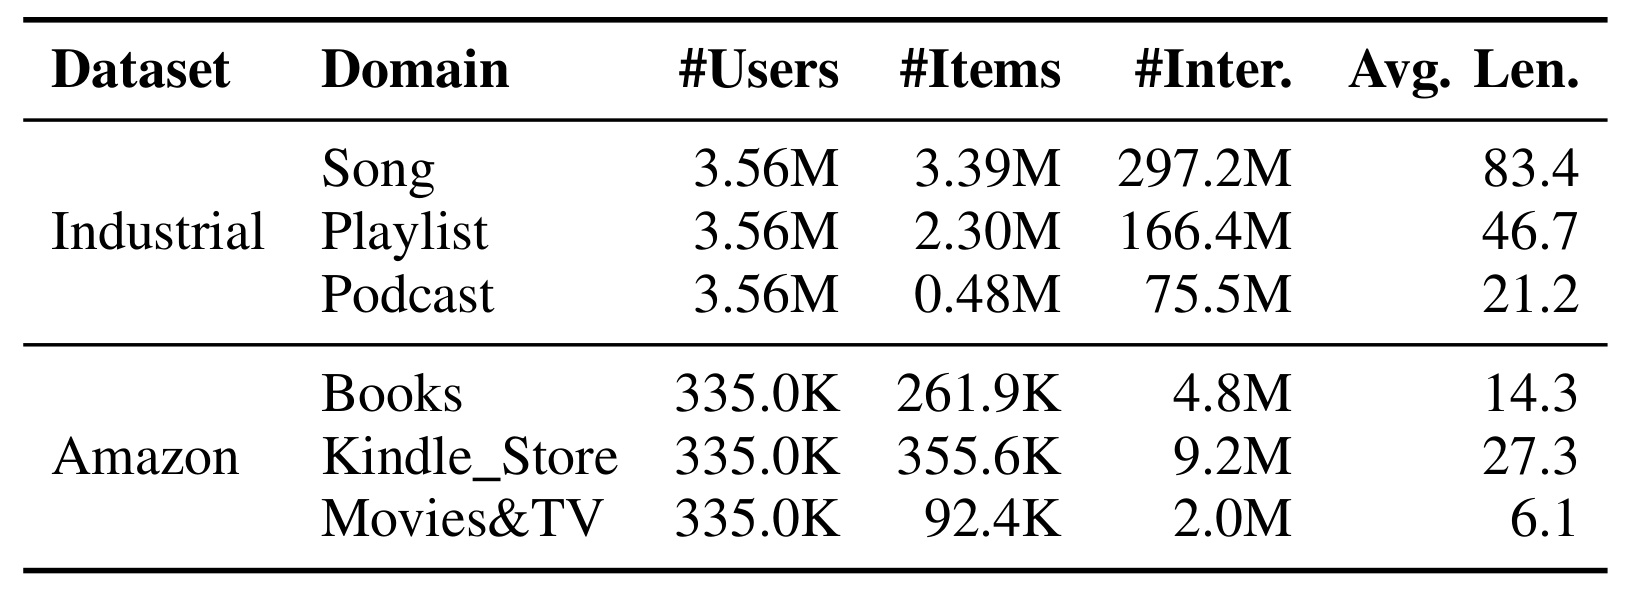 Dataset Domain #Users #Items #Inter. Avg. Len.
Song 3.56M 3.39M 297.2M 83.4
Industrial Playlist 3.56M 2.30M 166.4M 46.7
Podcast 3.56M 0.48M 75.5M 21.2
Books 335.0K 261.9K 4.8M 14.3
Amazon Kindle_Store 335.0K 355.6K 9.2M 27.3
Movies&TV 335.0K 92.4K 2.0M 6.1